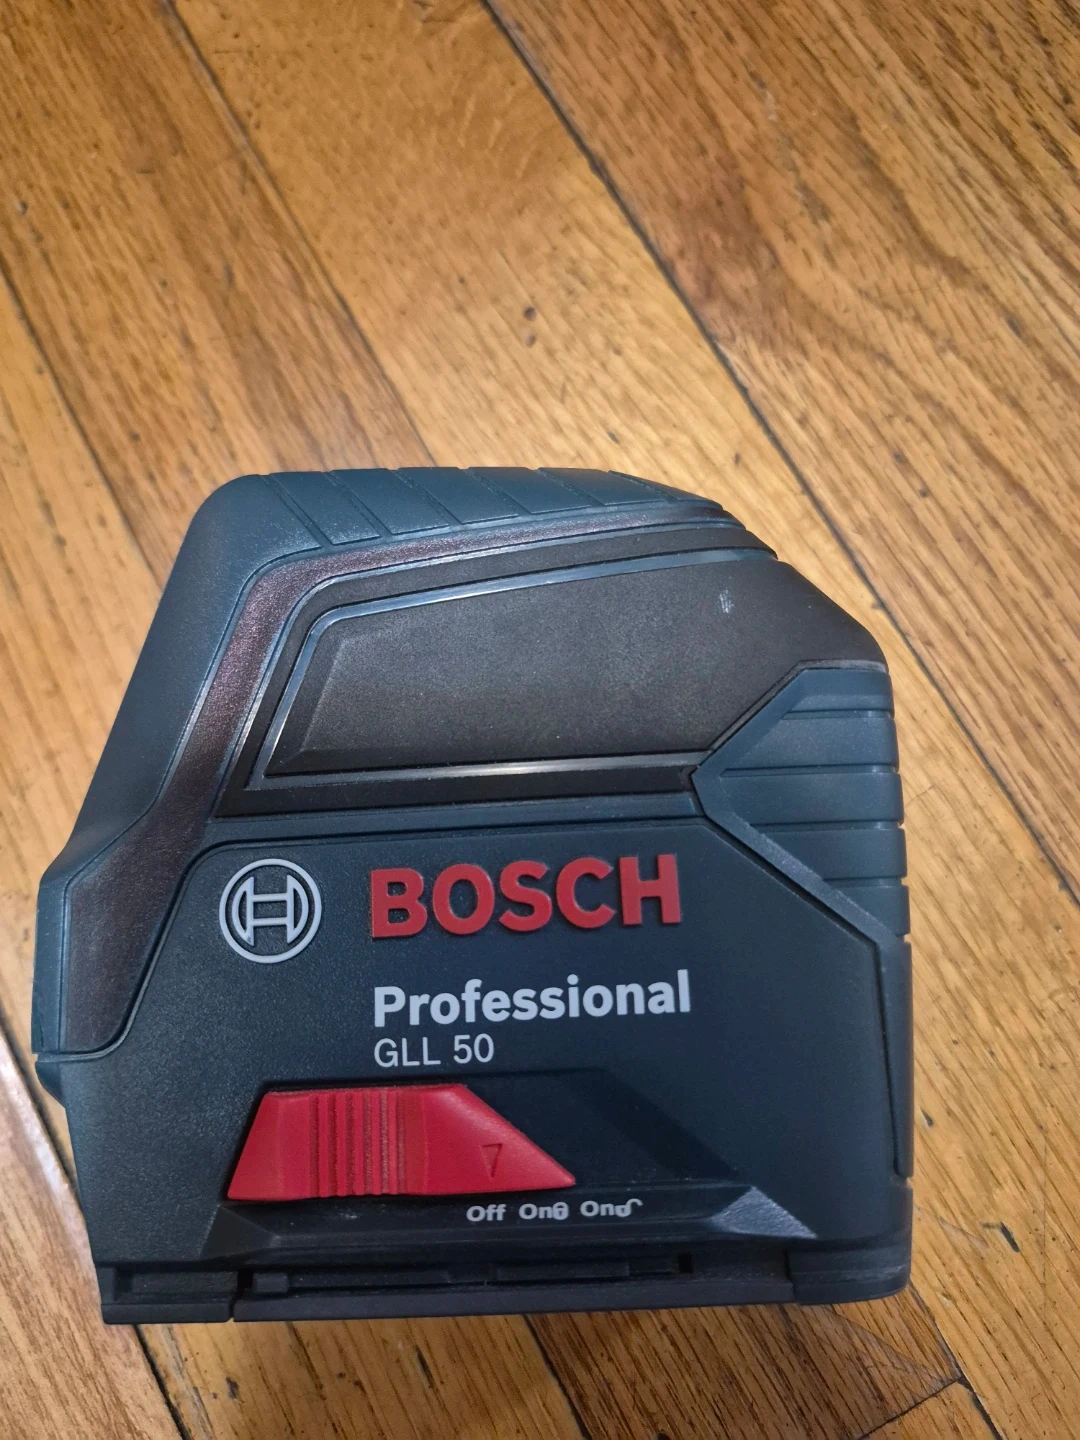 BOSCH
Professional
GLL 50
Off On On